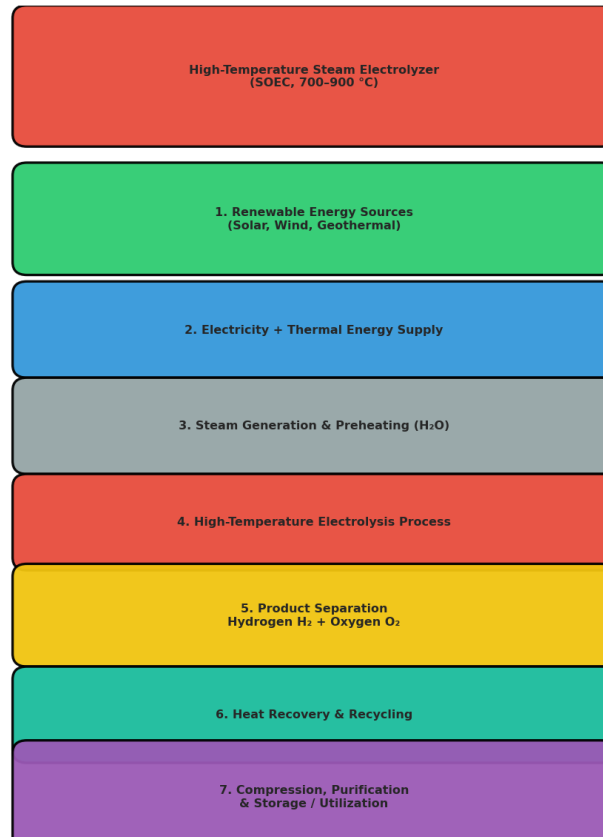 High-Temperature Steam Electrolyzer
(SOEC, 700–900 °C)
1. Renewable Energy Sources
(Solar, Wind, Geothermal)
2. Electricity + Thermal Energy Supply
3. Steam Generation & Preheating (H₂O)
4. High-Temperature Electrolysis Process
5. Product Separation
Hydrogen H₂ + Oxygen O₂
6. Heat Recovery & Recycling
7. Compression, Purification
& Storage / Utilization